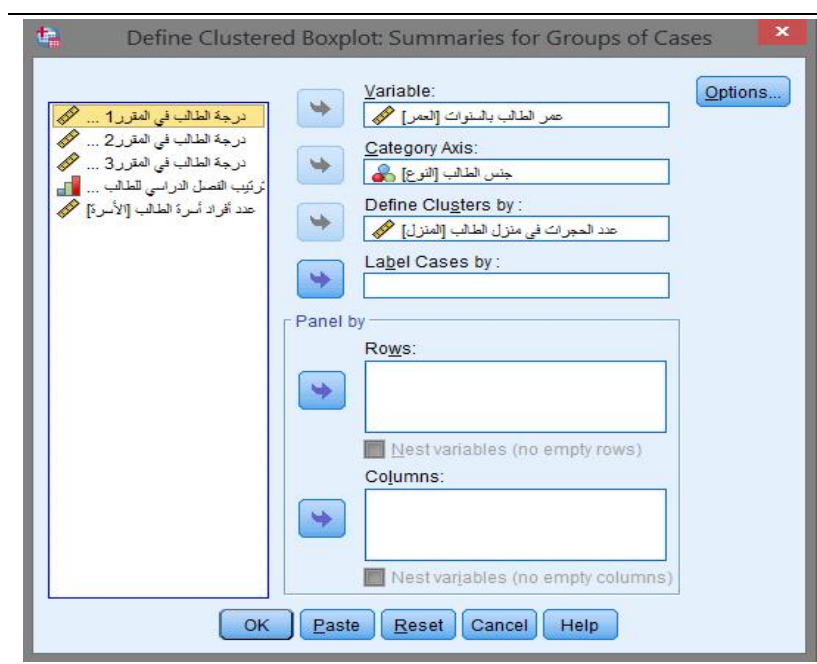 Define Clustered Boxplot: Summaries for Groups of Cases
درجة الطالب في المقرر1 ...
درجة الطالب في المقرر2 ...
درجة الطالب في المقرر3 ...
ترتيب الفصل الدراسي للطالب ...
عدد أفراد أسرة الطالب [الأسرة]
Variable:
عمر الطالب بالسنوات [العمر]
Category Axis:
جنس الطالب [النوع]
Define Clusters by :
عدد الحجرات في منزل الطالب [المنزل]
Label Cases by :
Options...
Panel by
Rows:
Nest variables (no empty rows)
Columns:
Nest variables (no empty columns)
OK Paste Reset Cancel Help